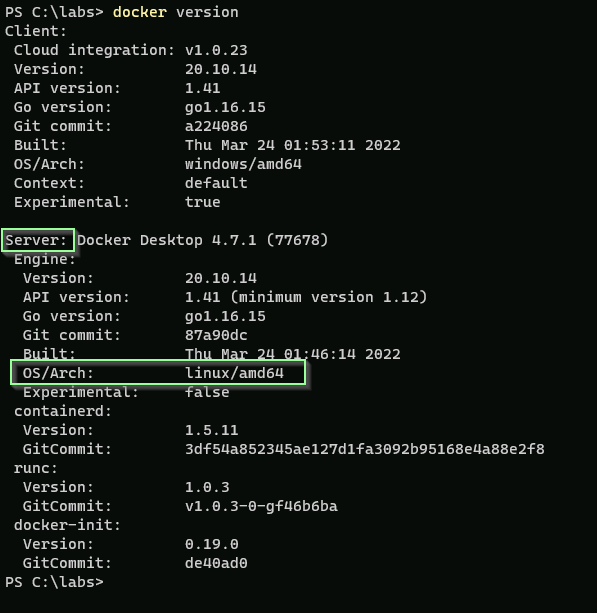 PS C:\labs> docker version
Client:
 Cloud integration: v1.0.23
 Version:           20.10.14
 API version:       1.41
 Go version:        go1.16.15
 Git commit:        a224086
 Built:             Thu Mar 24 01:53:11 2022
 OS/Arch:           windows/amd64
 Context:           default
 Experimental:      true

Server: Docker Desktop 4.7.1 (77678)
 Engine:
  Version:          20.10.14
  API version:      1.41 (minimum version 1.12)
  Go version:       go1.16.15
  Git commit:       87a90dc
  Built:            Thu Mar 24 01:46:14 2022
  OS/Arch:          linux/amd64
  Experimental:     false
 containerd:
  Version:          1.5.11
  GitCommit:        3df54a852345ae127d1fa3092b95168e4a88e2f8
 runc:
  Version:          1.0.3
  GitCommit:        v1.0.3-0-gf46b6ba
 docker-init:
  Version:          0.19.0
  GitCommit:        de40ad0
PS C:\labs>